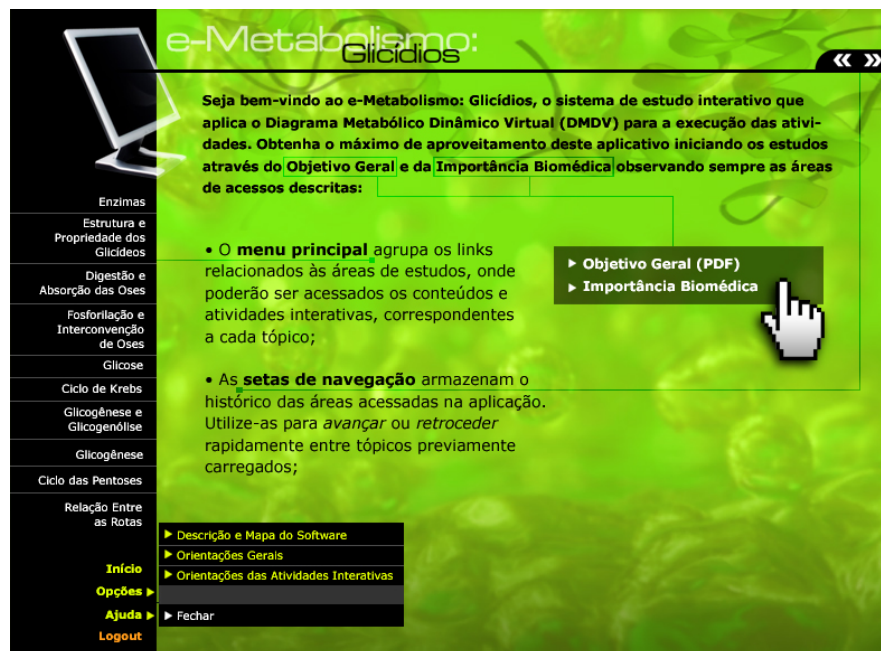 e-Metabolismo:
Glicídios
« »
Seja bem-vindo ao e-Metabolismo: Glicídios, o sistema de estudo interativo que
aplica o Diagrama Metabólico Dinâmico Virtual (DMDV) para a execução das ativi-
dades. Obtenha o máximo de aproveitamento deste aplicativo iniciando os estudos
através do Objetivo Geral e da Importância Biomédica observando sempre as áreas
de acessos descritas:
Enzimas
Estrutura e
Propriedade dos
Glicídeos
Digestão e
Absorção das Oses
Fosforilação e
Interconvenção
de Oses
Glicose
Ciclo de Krebs
Glicogênese e
Glicogenólise
Glicogênese
Ciclo das Pentoses
Relação Entre
as Rotas
Início
Opções
Ajuda
Logout
• O menu principal agrupa os links
relacionados às áreas de estudos, onde
poderão ser acessados os conteúdos e
atividades interativas, correspondentes
a cada tópico;
Objetivo Geral (PDF)
Importância Biomédica
• As setas de navegação armazenam o
histórico das áreas acessadas na aplicação.
Utilize-as para avançar ou retroceder
rapidamente entre tópicos previamente
carregados;
Descrição e Mapa do Software
Orientações Gerais
Orientações das Atividades Interativas
Fechar